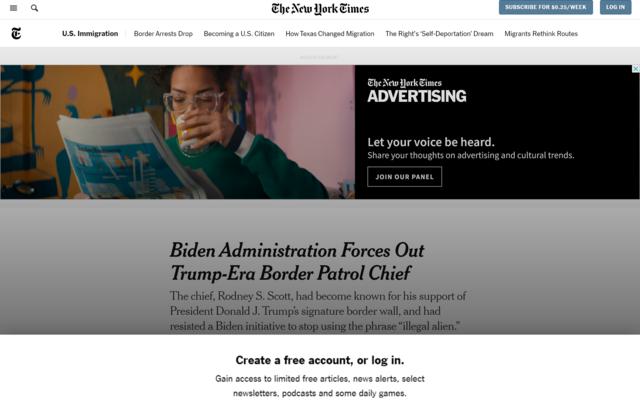 The New York Times
SUBSCRIBE FOR $0.25/WEEK
LOG IN
T
U.S. Immigration
Border Arrests Drop
Becoming a U.S. Citizen
How Texas Changed Migration
The Right's ‘Self-Deportation’ Dream
Migrants Rethink Routes
ADVERTISEMENT
The New York Times
ADVERTISING
Let your voice be heard.
Share your thoughts on advertising and cultural trends.
JOIN OUR PANEL
Biden Administration Forces Out
Trump-Era Border Patrol Chief
The chief, Rodney S. Scott, had become known for his support of
President Donald J. Trump’s signature border wall, and had
resisted a Biden initiative to stop using the phrase “illegal alien.”
Create a free account, or log in.
Gain access to limited free articles, news alerts, select
newsletters, podcasts and some daily games.